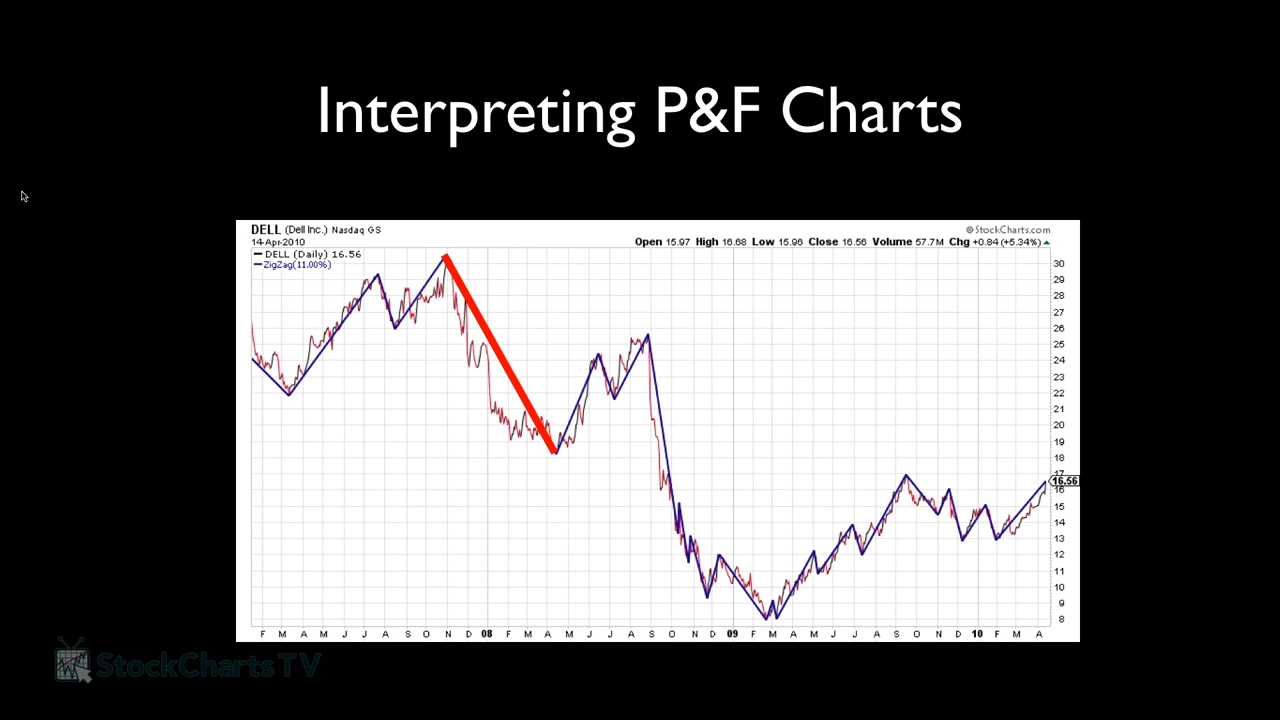 Interpreting P&F Charts
DELL (Dell Inc.) Nasdaq GS
© StockCharts.com
14-Apr-2010
Open 15.97 High 16.68 Low 15.96 Close 16.56 Volume 57.7M Chg +0.84 (+5.34%)
DELL (Daily) 16.56
ZigZag(11.00%)
30
29
28
27
26
25
24
23
22
21
20
19
18
17
16.56
16
15
14
13
12
11
10
9
8
F M A M J J A S O N D 08 F M A M J J A S O N D 09 F M A M J J A S O N D 10 F M A
StockCharts TV